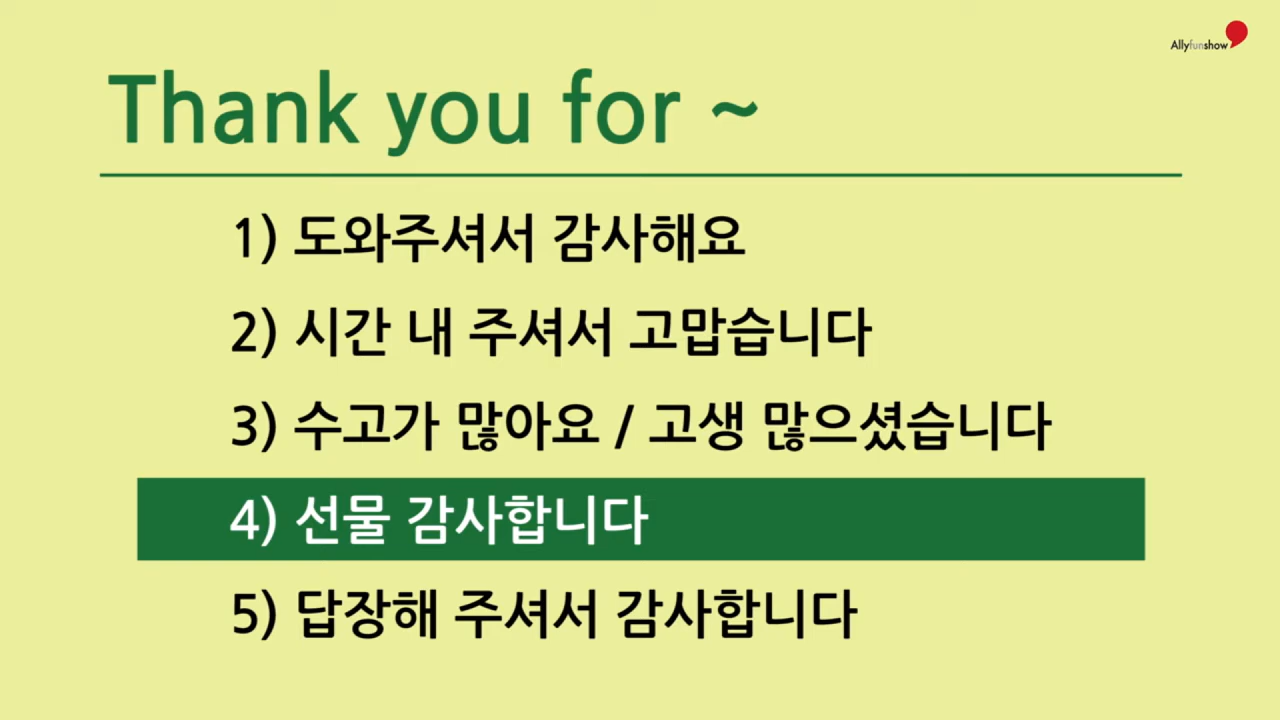 Allyfunshow
Thank you for ~
1) 도와주셔서 감사해요
2) 시간 내 주셔서 고맙습니다
3) 수고가 많아요 / 고생 많으셨습니다
4) 선물 감사합니다
5) 답장해 주셔서 감사합니다